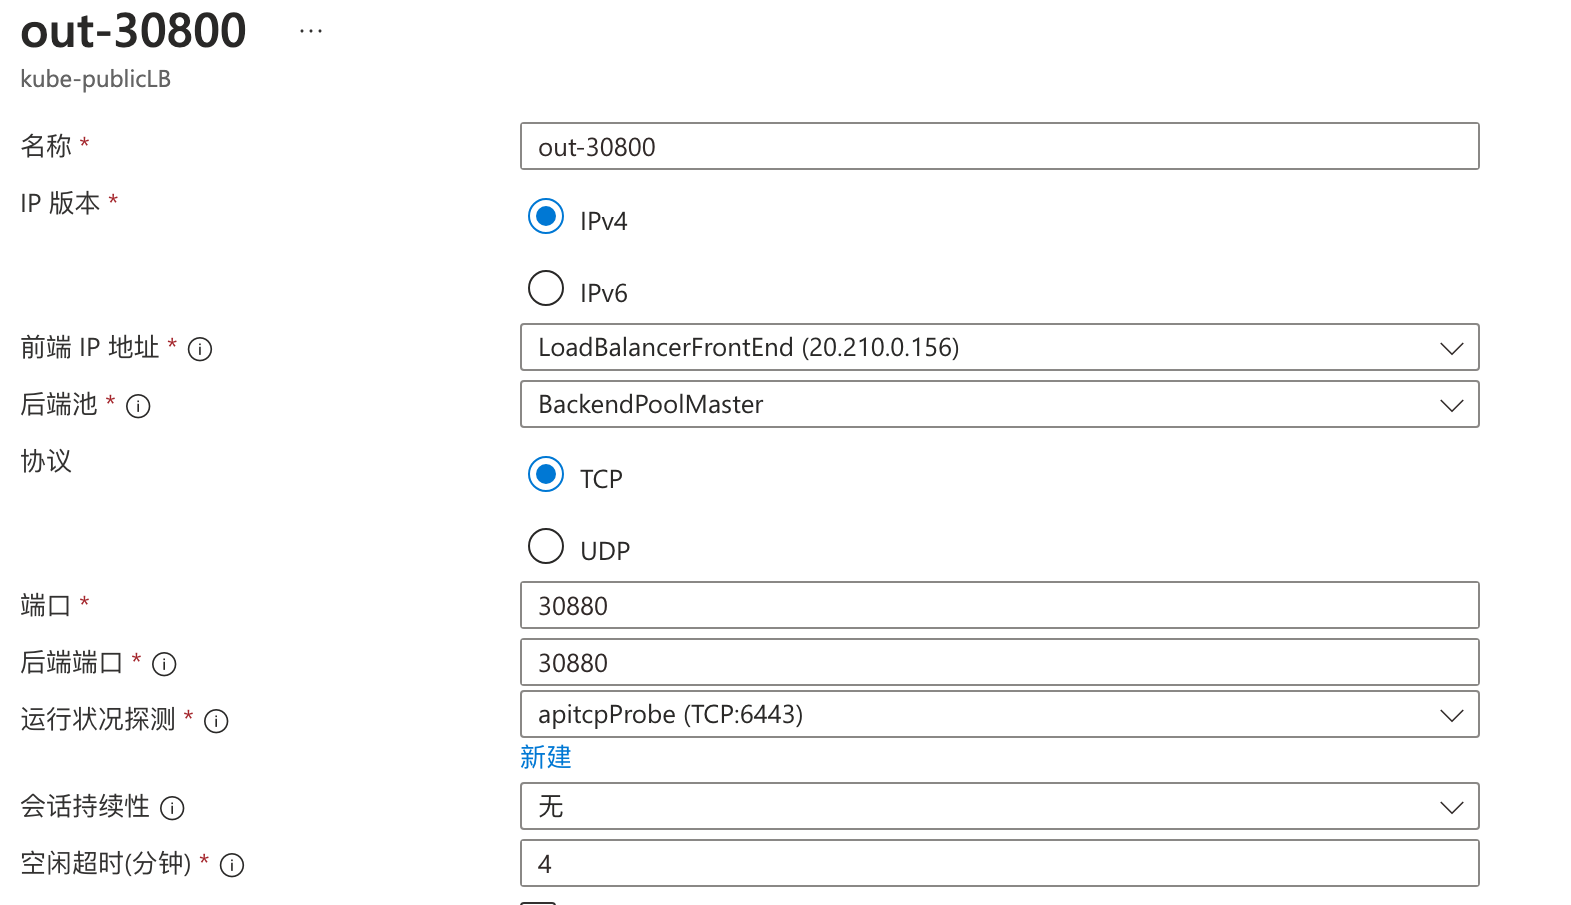 out-30800 ...
kube-publicLB
名称 * out-30800
IP 版本 * IPv4
IPv6
前端 IP 地址 * LoadBalancerFrontEnd (20.210.0.156)
后端池 * BackendPoolMaster
协议 TCP
UDP
端口 * 30880
后端端口 * 30880
运行状况探测 * apitcpProbe (TCP:6443)
新建
会话持续性 无
空闲超时(分钟) * 4